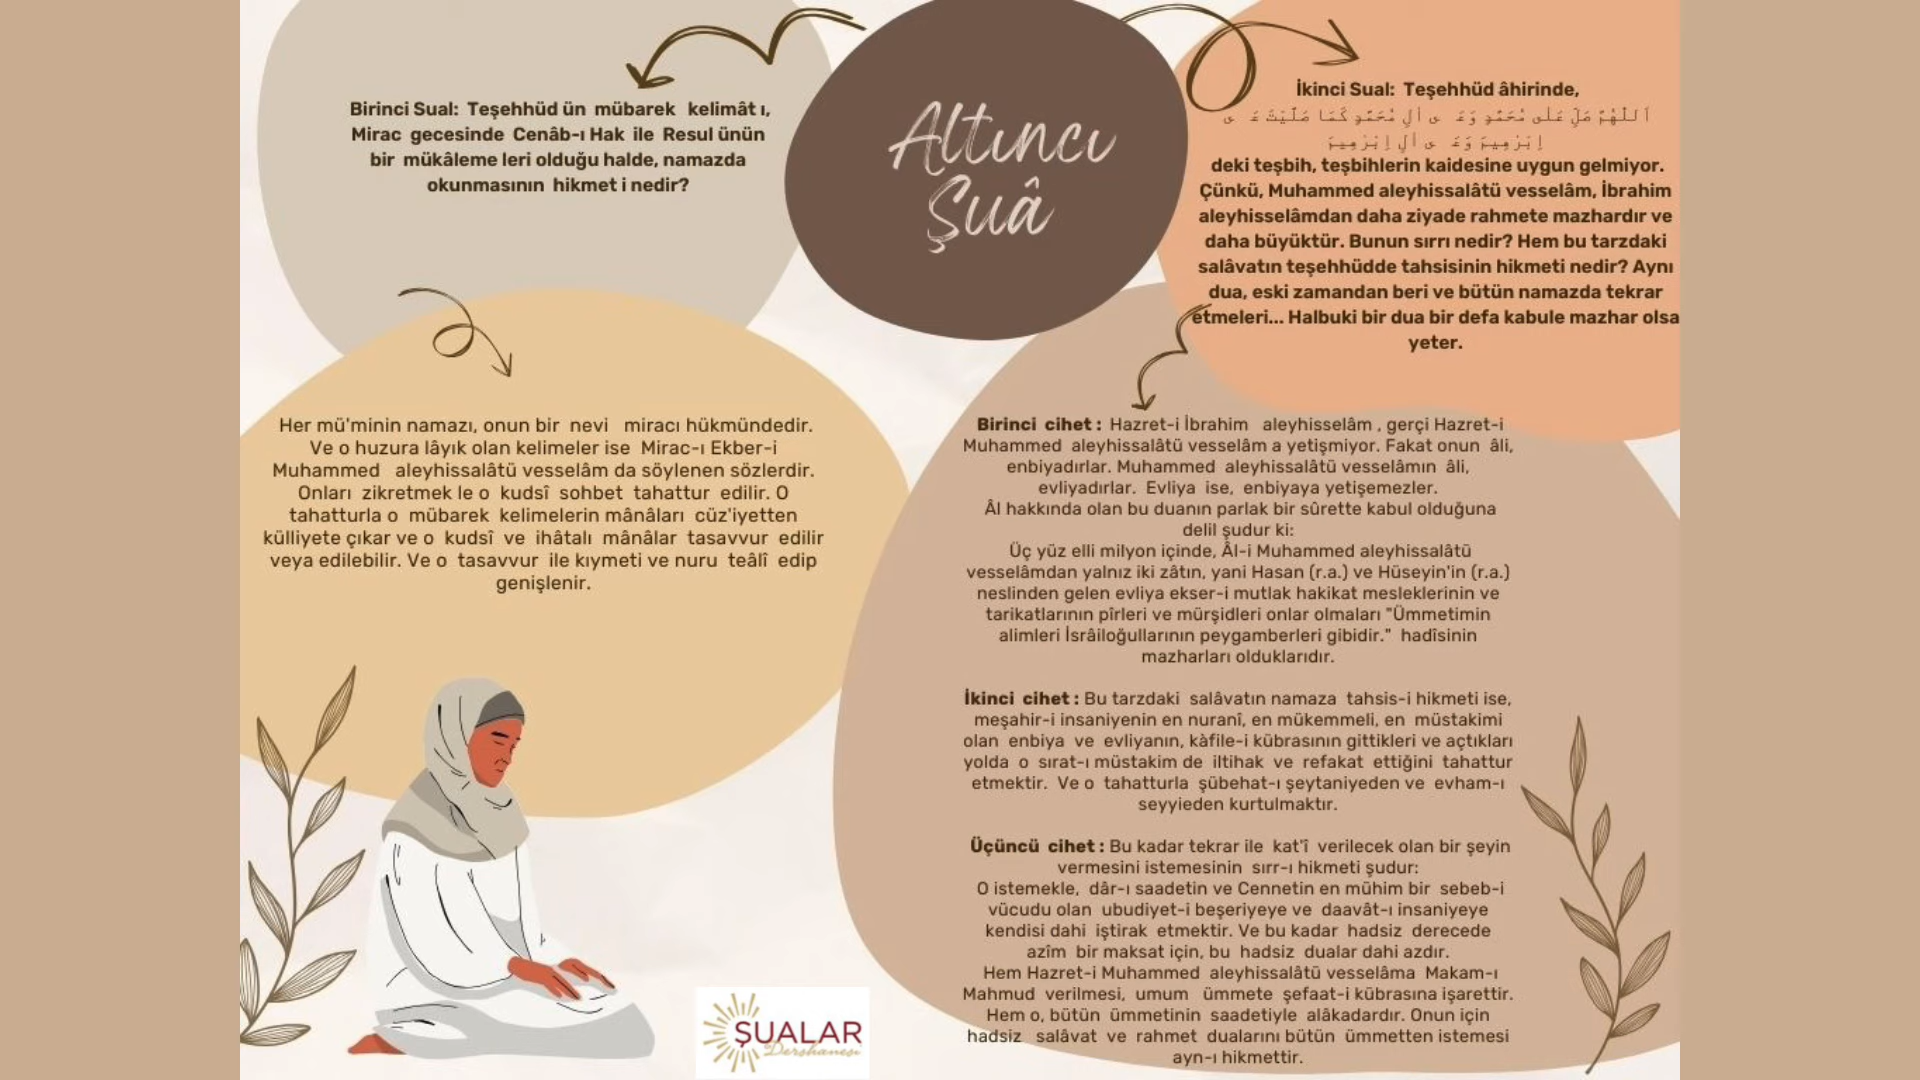 Altıncı
Şuâ
Birinci Sual: Teşehhüd ün mübarek kelimât ı,
Mirac gecesinde Cenâb-ı Hak ile Resul ünün
bir mükâleme leri olduğu halde, namazda
okunmasının hikmet i nedir?
Her mü'minin namazı, onun bir nevi miracı hükmündedir.
Ve o huzura lâyık olan kelimeler ise Mirac-ı Ekber-i
Muhammed aleyhissalâtü vesselâm da söylenen sözlerdir.
Onları zikretmek le o kudsî sohbet tahattur edilir. O
tahatturla o mübarek kelimelerin mânâları cüz'iyetten
külliyete çıkar ve o kudsî ve ihâtalı mânâlar tasavvur edilir
veya edilebilir. Ve o tasavvur ile kıymeti ve nuru teâlî edip
genişlenir.
İkinci Sual: Teşehhüd âhirinde,
اَللّٰهُمَّ صَلِّ عَلٰى مُحَمَّدٍ وَعَ ى اٰلِ مُحَمَّدٍ كَمَا صَلَّيْتَ عَ ى
اِبْرٰهِيمَ وَعَ ى اٰلِ اِبْرٰهِيمَ
deki teşbih, teşbihlerin kaidesine uygun gelmiyor.
Çünkü, Muhammed aleyhissalâtü vesselâm, İbrahim
aleyhisselâmdan daha ziyade rahmete mazhardır ve
daha büyüktür. Bunun sırrı nedir? Hem bu tarzdaki
salâvatın teşehhüdde tahsisinin hikmeti nedir? Aynı
dua, eski zamandan beri ve bütün namazda tekrar
etmeleri... Halbuki bir dua bir defa kabule mazhar olsa
yeter.
Birinci cihet : Hazret-i İbrahim aleyhisselâm , gerçi Hazret-i
Muhammed aleyhissalâtü vesselâm a yetişmiyor. Fakat onun âli,
enbiyadırlar. Muhammed aleyhissalâtü vesselâmın âli,
evliyadırlar. Evliya ise, enbiyaya yetişemezler.
Âl hakkında olan bu duanın parlak bir sûrette kabul olduğuna
delil şudur ki:
Üç yüz elli milyon içinde, Âl-i Muhammed aleyhissalâtü
vesselâmdan yalnız iki zâtın, yani Hasan (r.a.) ve Hüseyin'in (r.a.)
neslinden gelen evliya ekser-i mutlak hakikat mesleklerinin ve
tarikatlarının pîrleri ve mürşidleri onlar olmaları "Ümmetimin
alimleri İsrâiloğullarının peygamberleri gibidir." hadîsinin
mazharları olduklarıdır.
İkinci cihet : Bu tarzdaki salâvatın namaza tahsis-i hikmeti ise,
meşahir-i insaniyenin en nuranî, en mükemmeli, en müstakimi
olan enbiya ve evliyanın, kàfile-i kübrasının gittikleri ve açtıkları
yolda o sırat-ı müstakim de iltihak ve refakat ettiğini tahattur
etmektir. Ve o tahatturla şübehat-ı şeytaniyeden ve evham-ı
seyyieden kurtulmaktır.
Üçüncü cihet : Bu kadar tekrar ile kat'î verilecek olan bir şeyin
vermesini istemesinin sırr-ı hikmeti şudur:
O istemekle, dâr-ı saadetin ve Cennetin en mühim bir sebeb-i
vücudu olan ubudiyet-i beşeriyeye ve daavât-ı insaniyeye
kendisi dahi iştirak etmektir. Ve bu kadar hadsiz derecede
azîm bir maksat için, bu hadsiz dualar dahi azdır.
Hem Hazret-i Muhammed aleyhissalâtü vesselâma Makam-ı
Mahmud verilmesi, umum ümmete şefaat-i kübrasına işarettir.
Hem o, bütün ümmetinin saadetiyle alâkadardır. Onun için
hadsiz salâvat ve rahmet dualarını bütün ümmetten istemesi
ayn-ı hikmettir.
ŞUALAR
Dershanesi